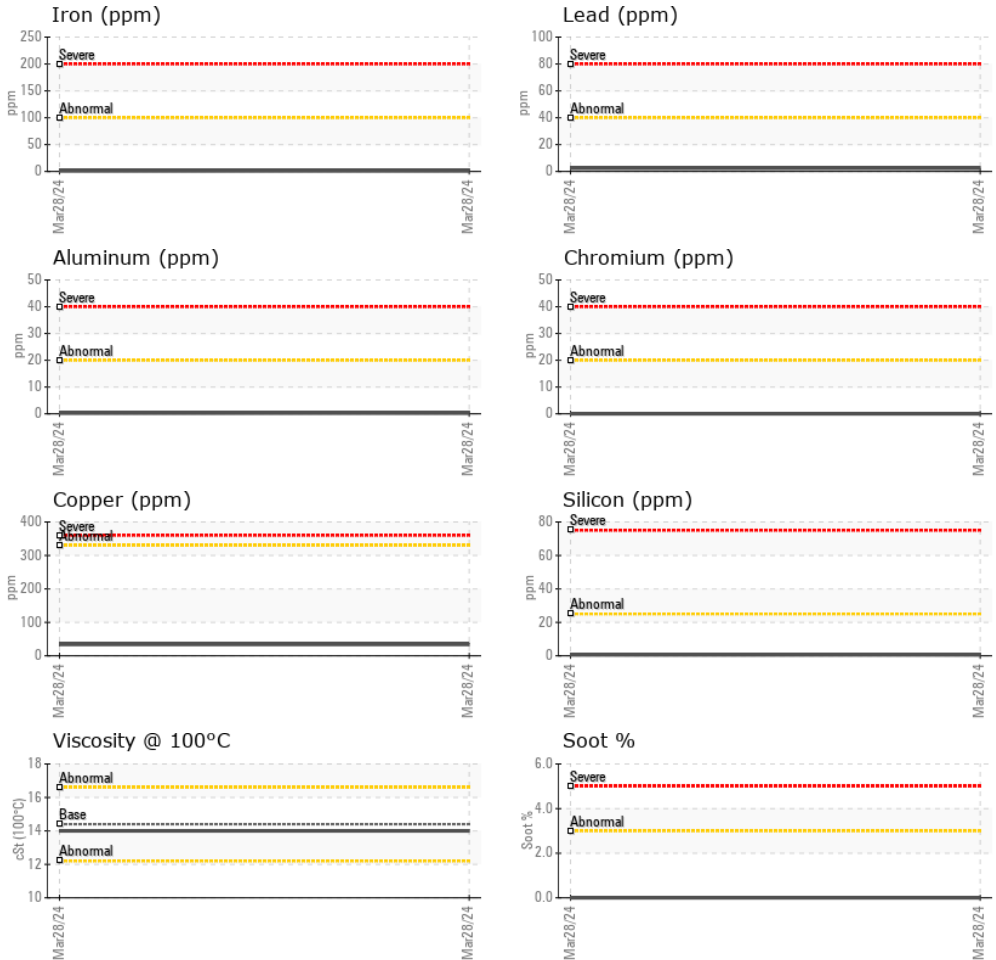 Iron (ppm)
250
200
150
100
50
0
ppm
Severe
Abnormal
Mar28/24
Mar28/24
Lead (ppm)
100
80
60
40
20
0
ppm
Severe
Abnormal
Mar28/24
Mar28/24
Aluminum (ppm)
50
40
30
20
10
0
ppm
Severe
Abnormal
Mar28/24
Mar28/24
Chromium (ppm)
50
40
30
20
10
0
ppm
Severe
Abnormal
Mar28/24
Mar28/24
Copper (ppm)
400
300
200
100
0
ppm
Severe
Abnormal
Mar28/24
Mar28/24
Silicon (ppm)
80
60
40
20
0
ppm
Severe
Abnormal
Mar28/24
Mar28/24
Viscosity @ 100°C
18
16
14
12
10
cSt (100°C)
Abnormal
Base
Abnormal
Mar28/24
Mar28/24
Soot %
6.0
4.0
2.0
0.0
Soot %
Severe
Abnormal
Mar28/24
Mar28/24